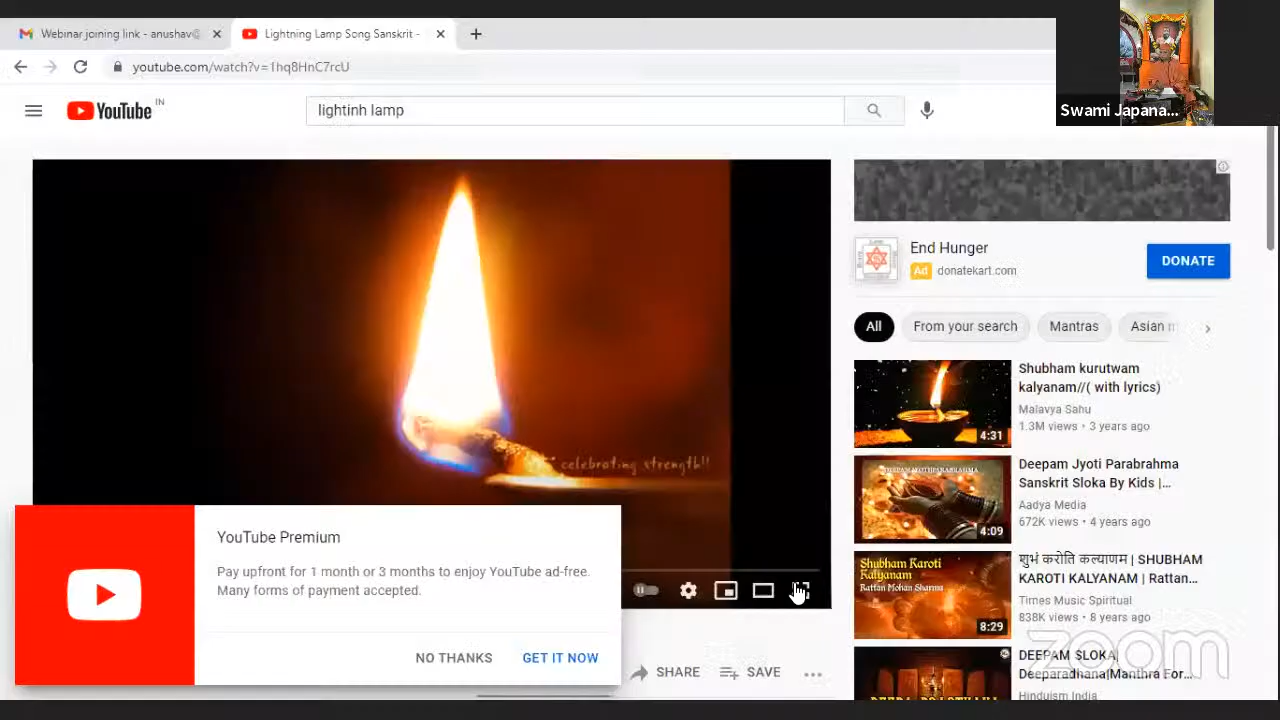 Webinar joining link - anushav@
Lightning Lamp Song Sanskrit -
youtube.com/watch?v=1hq8HnC7rcU
YouTube IN
lightinh lamp
Swami Japana...
celebrating strength!!
End Hunger
Ad donatekart.com
DONATE
All
From your search
Mantras
Asian
Shubham kurutwam
kalyanam//( with lyrics)
Malavya Sahu
1.3M views • 3 years ago
4:31
DEEPAM JYOTHI PARABRAHMA
Deepam Jyoti Parabrahma
Sanskrit Sloka By Kids |...
Aadya Media
672K views • 4 years ago
4:09
Shubham Karoti
Kalyanam
Rattan Mohan Sharma
शुभं करोति कल्याणम | SHUBHAM
KAROTI KALYANAM | Rattan...
Times Music Spiritual
838K views • 8 years ago
8:29
DEEPAM SLOKA|
Deeparadhana|Manthra For...
Hinduism India
zoom
YouTube Premium
Pay upfront for 1 month or 3 months to enjoy YouTube ad-free.
Many forms of payment accepted.
NO THANKS
GET IT NOW
SHARE
SAVE